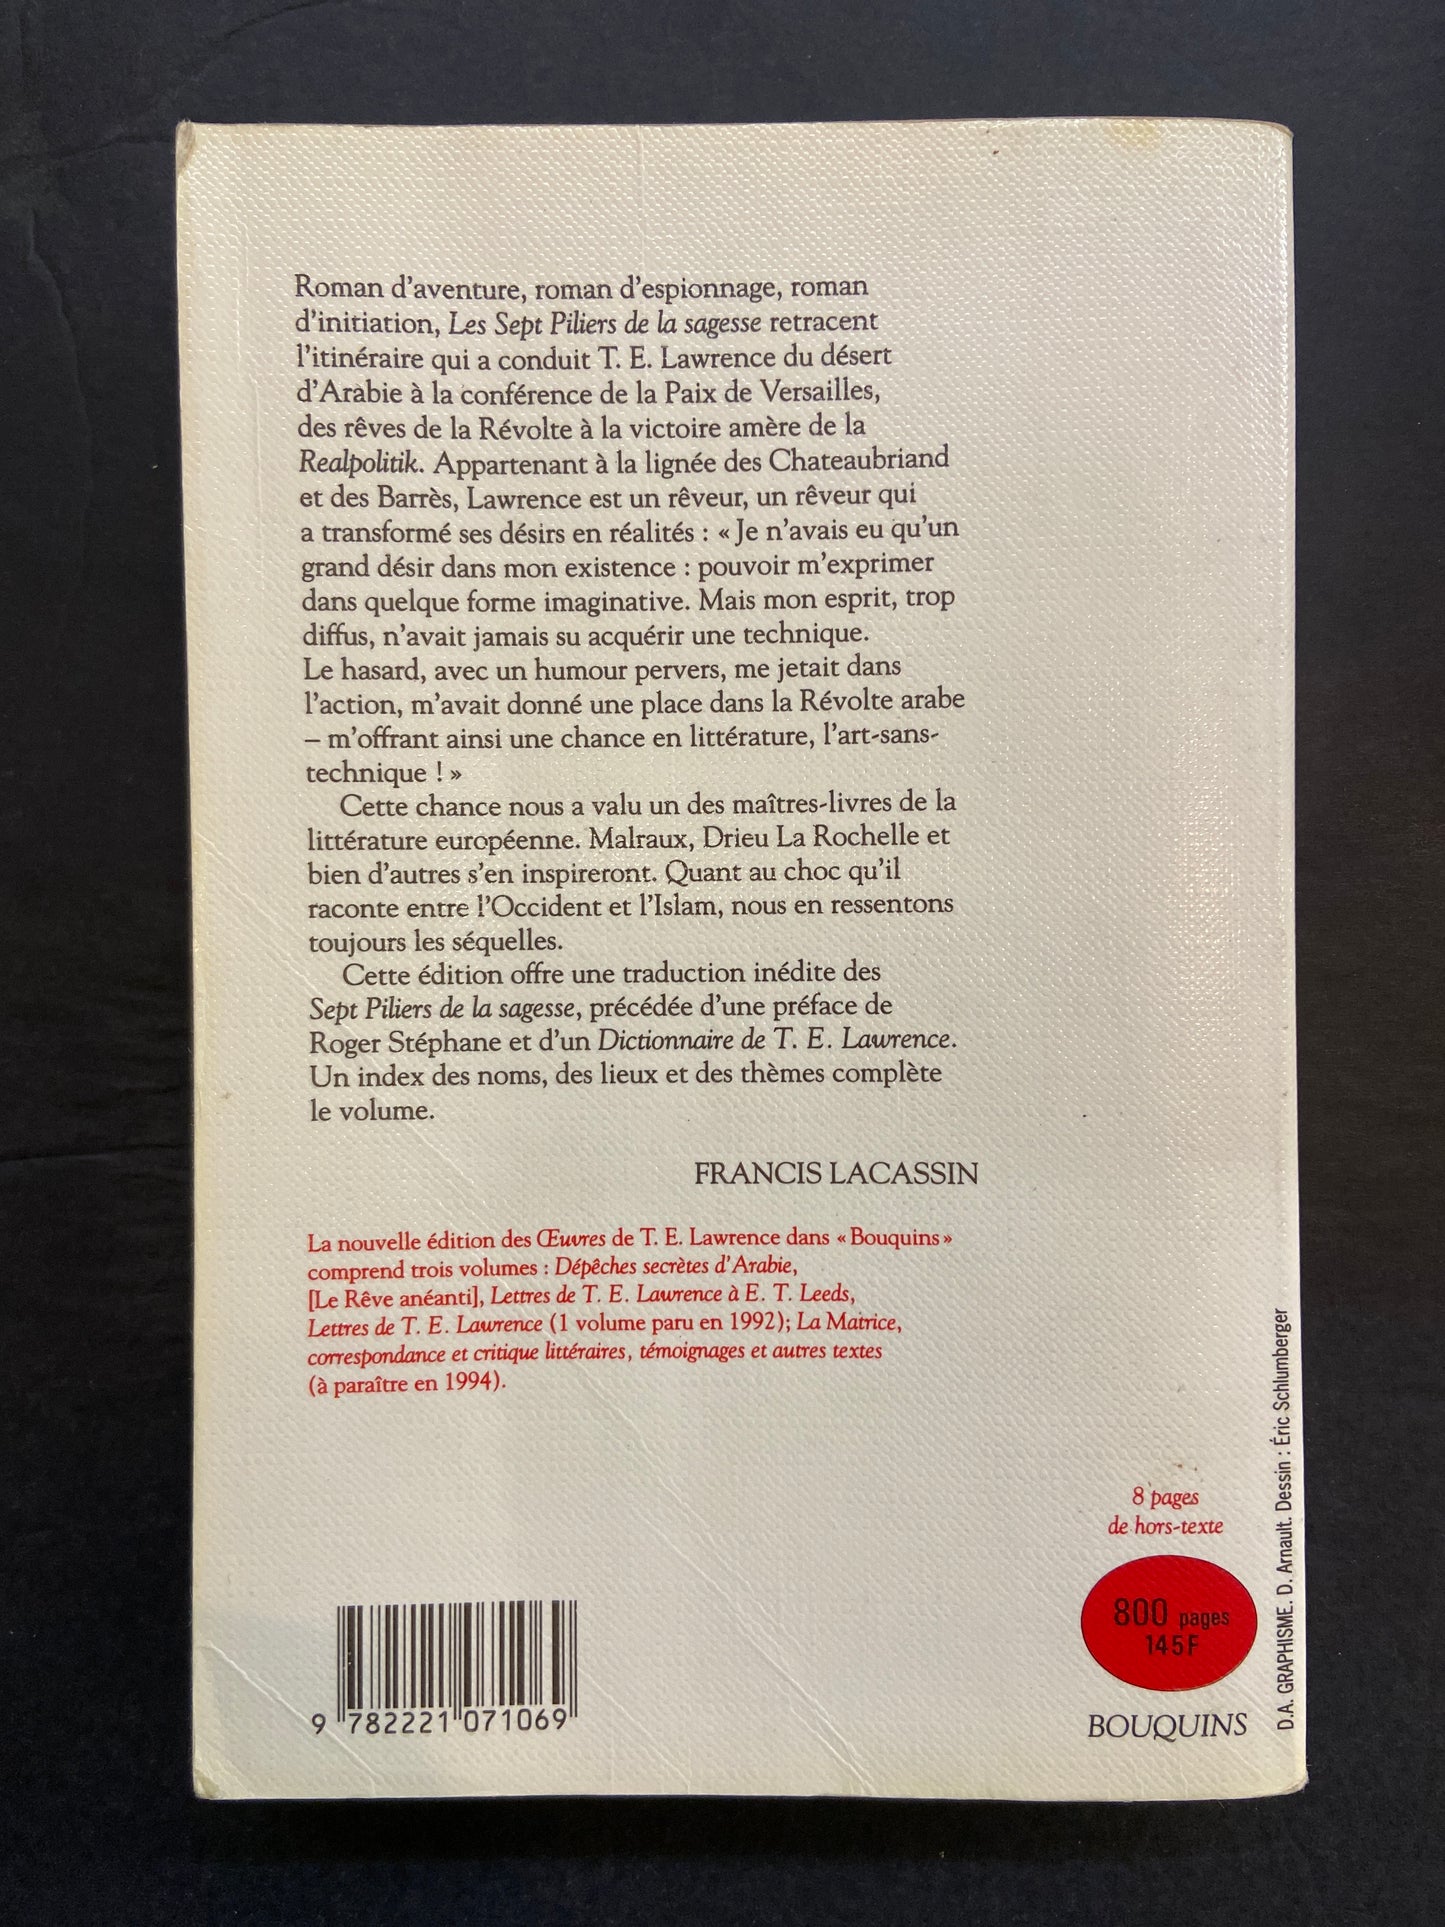 Roman d'aventure, roman d'espionnage, roman
d'initiation, Les Sept Piliers de la sagesse retracent
l'itinéraire qui a conduit T. E. Lawrence du désert
d'Arabie à la conférence de la Paix de Versailles,
des rêves de la Révolte à la victoire amère de la
Realpolitik. Appartenant à la lignée des Chateaubriand
et des Barrès, Lawrence est un rêveur, un rêveur qui
a transformé ses désirs en réalités : « Je n'avais eu qu'un
grand désir dans mon existence : pouvoir m'exprimer
dans quelque forme imaginative. Mais mon esprit, trop
diffus, n'avait jamais su acquérir une technique.
Le hasard, avec un humour pervers, me jetait dans
l'action, m'avait donné une place dans la Révolte arabe
– m'offrant ainsi une chance en littérature, l'art-sans-
technique ! »
Cette chance nous a valu un des maîtres-livres de la
littérature européenne. Malraux, Drieu La Rochelle et
bien d'autres s'en inspireront. Quant au choc qu'il
raconte entre l'Occident et l'Islam, nous en ressentons
toujours les séquelles.
Cette édition offre une traduction inédite des
Sept Piliers de la sagesse, précédée d'une préface de
Roger Stéphane et d'un Dictionnaire de T. E. Lawrence.
Un index des noms, des lieux et des thèmes complète
le volume.
FRANCIS LACASSIN
La nouvelle édition des Œuvres de T. E. Lawrence dans « Bouquins »
comprend trois volumes : Dépêches secrètes d'Arabie,
[Le Rêve anéanti], Lettres de T. E. Lawrence à E. T. Leeds,
Lettres de T. E. Lawrence (1 volume paru en 1992); La Matrice,
correspondance et critique littéraires, témoignages et autres textes
(à paraître en 1994).
8 pages
de hors-texte
800 pages
145F
BOUQUINS
9 782221 071069
D.A. GRAPHISME. D. Arnault. Dessin : Éric Schlumberger